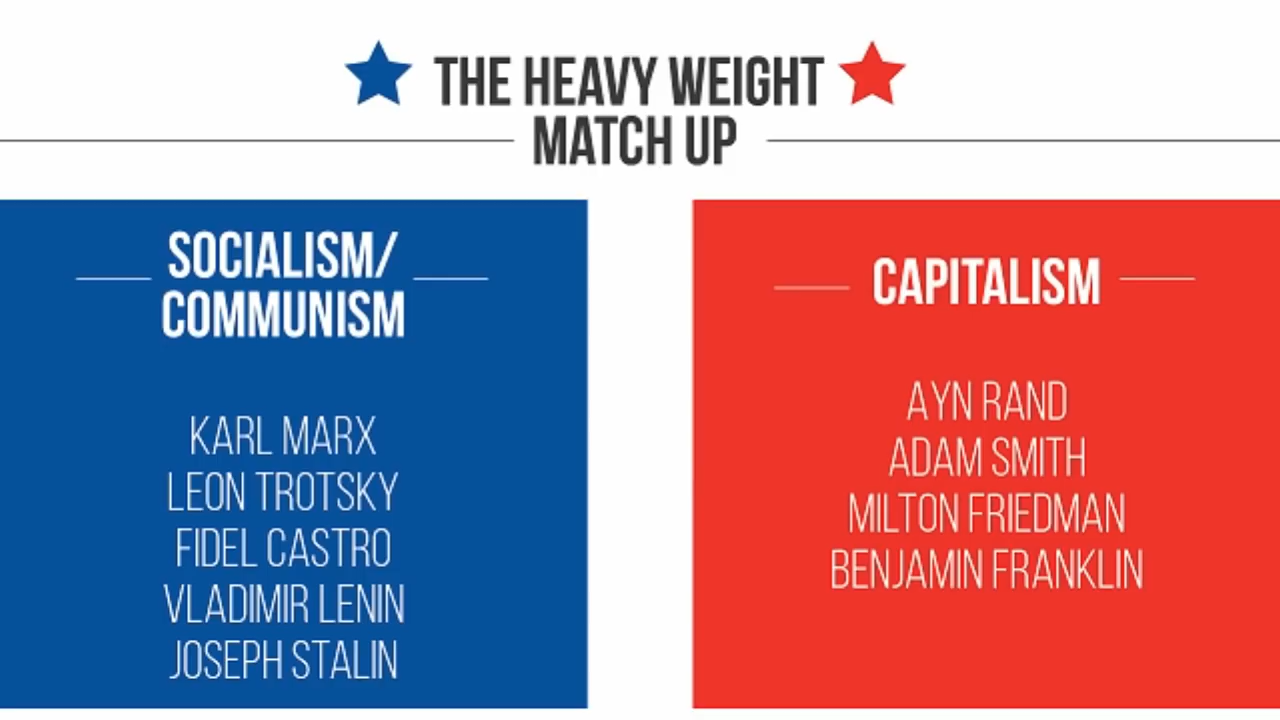 THE HEAVY WEIGHT
MATCH UP
SOCIALISM/
COMMUNISM
KARL MARX
LEON TROTSKY
FIDEL CASTRO
VLADIMIR LENIN
JOSEPH STALIN
CAPITALISM
AYN RAND
ADAM SMITH
MILTON FRIEDMAN
BENJAMIN FRANKLIN